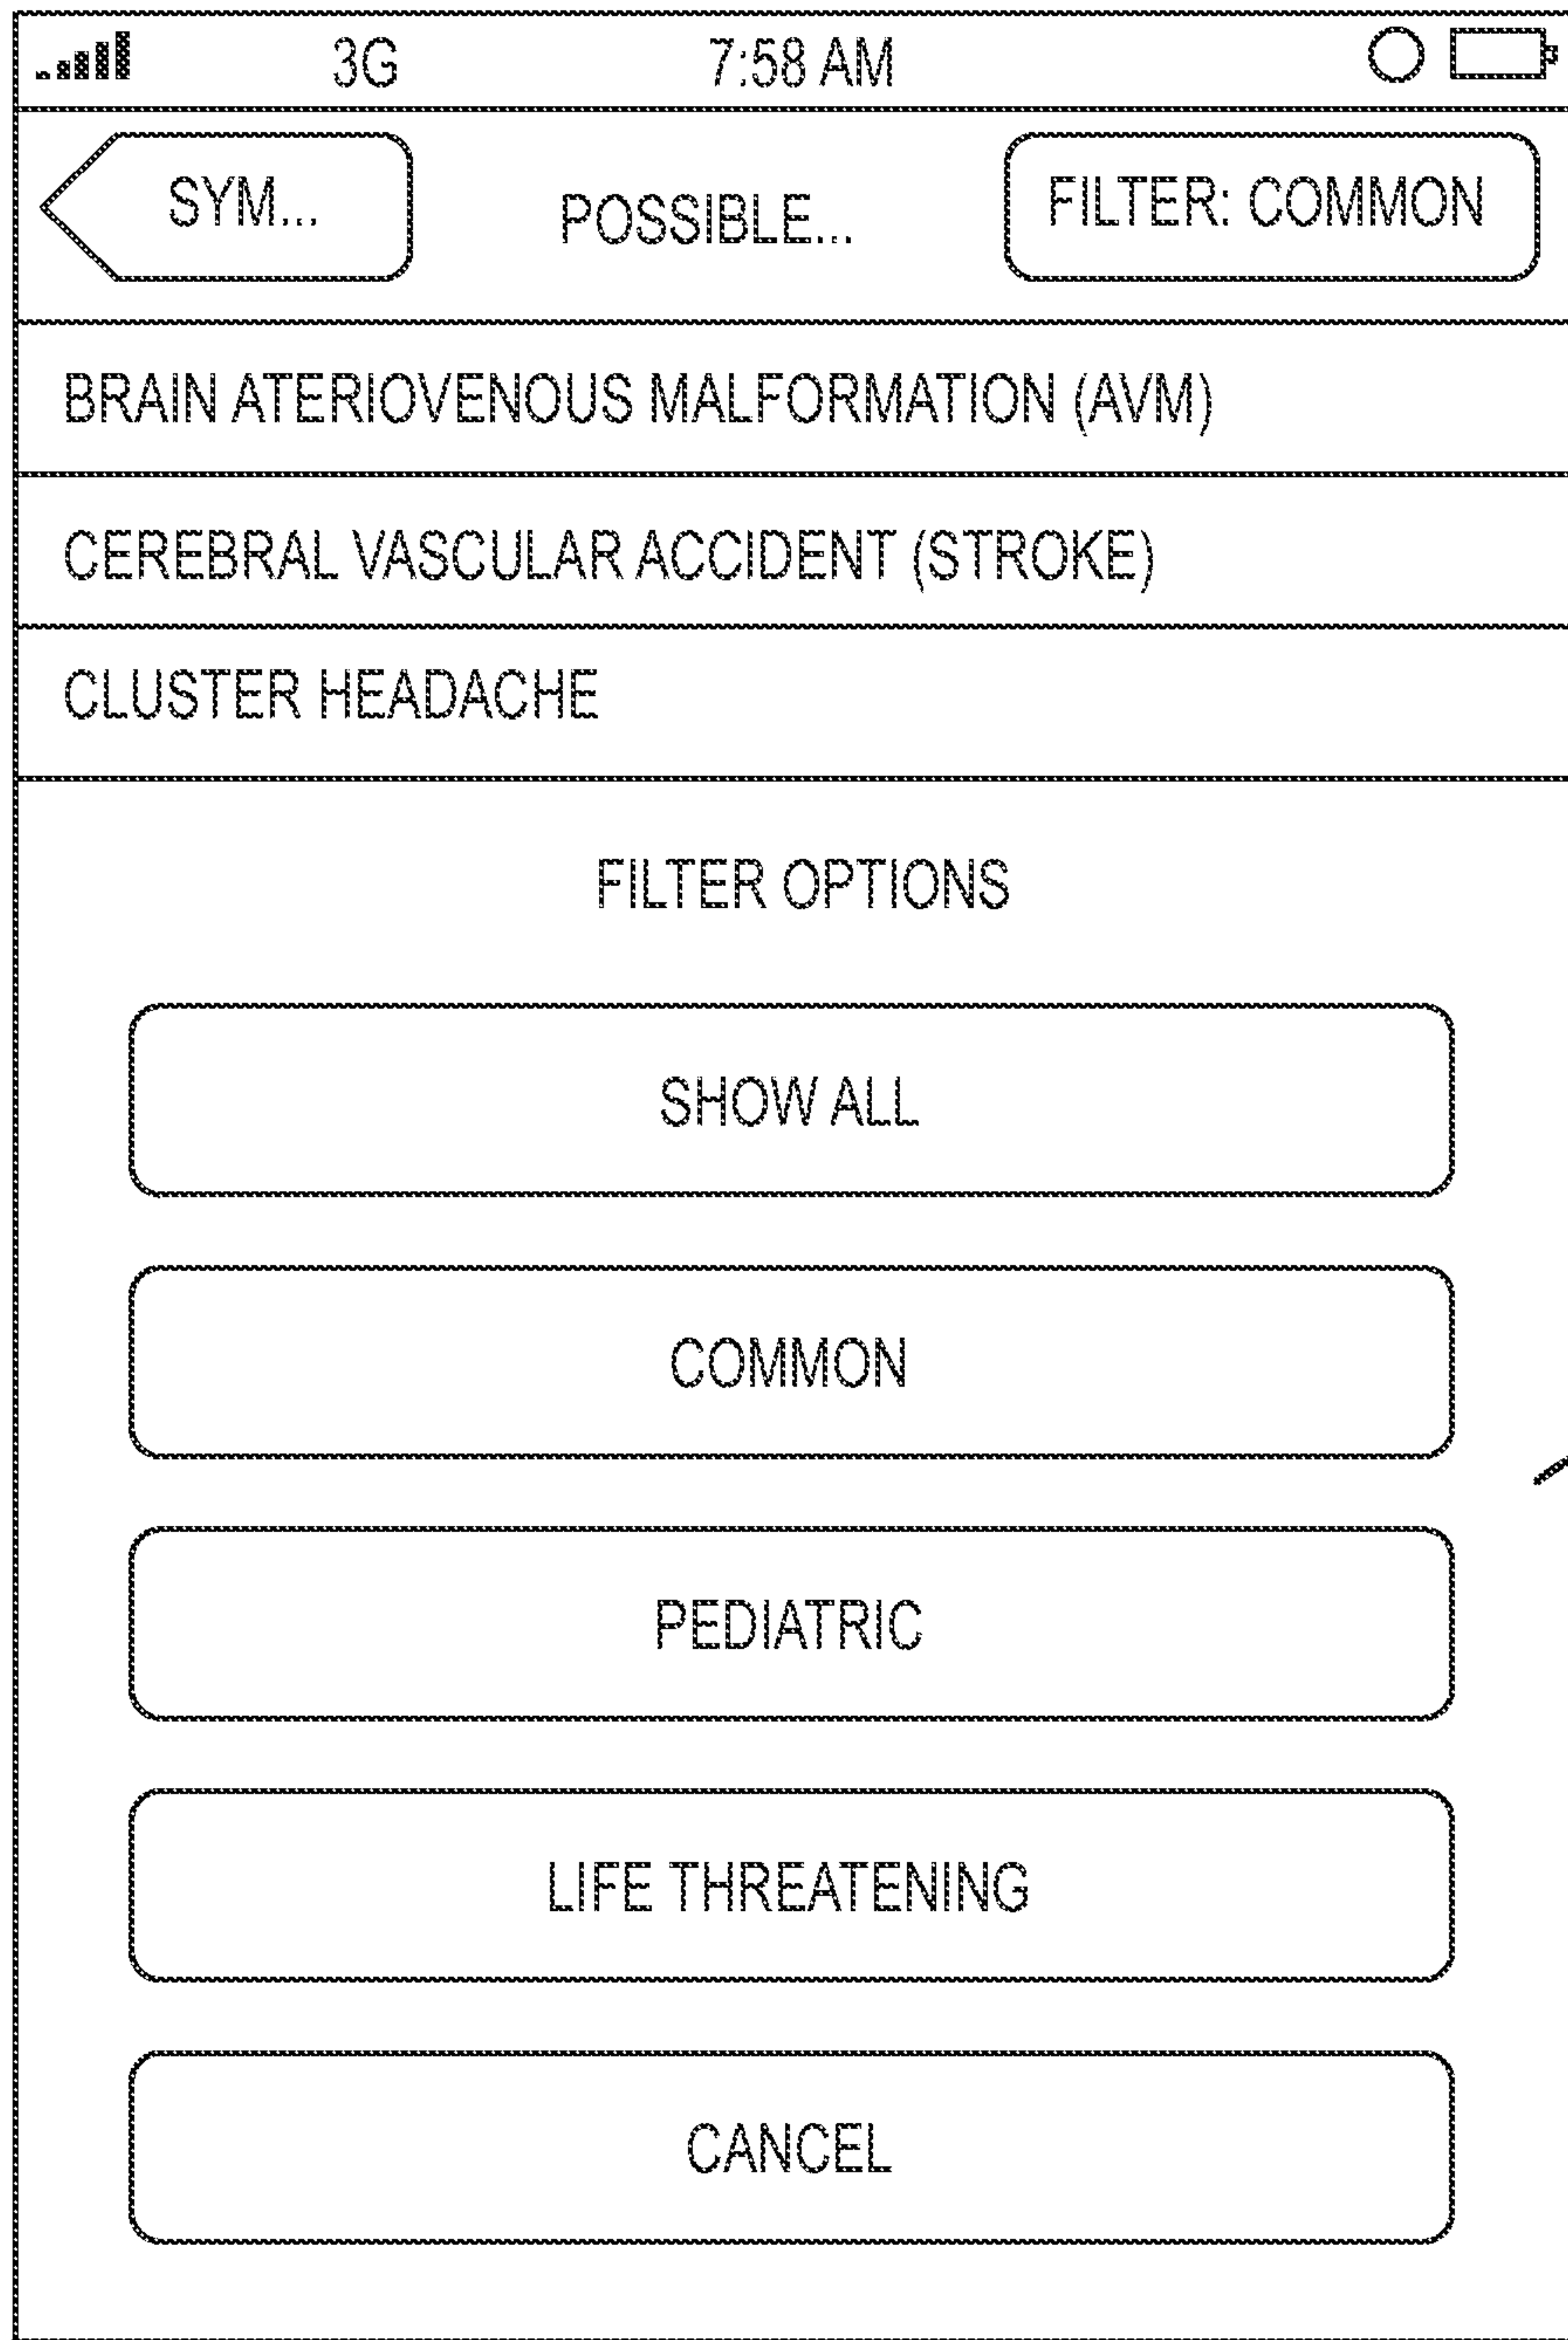 3G 7:58 AM
SYM... POSSIBLE... FILTER: COMMON
BRAIN ATERIOVENOUS MALFORMATION (AVM)
CEREBRAL VASCULAR ACCIDENT (STROKE)
CLUSTER HEADACHE
FILTER OPTIONS
SHOW ALL
COMMON
PEDIATRIC
LIFE THREATENING
CANCEL